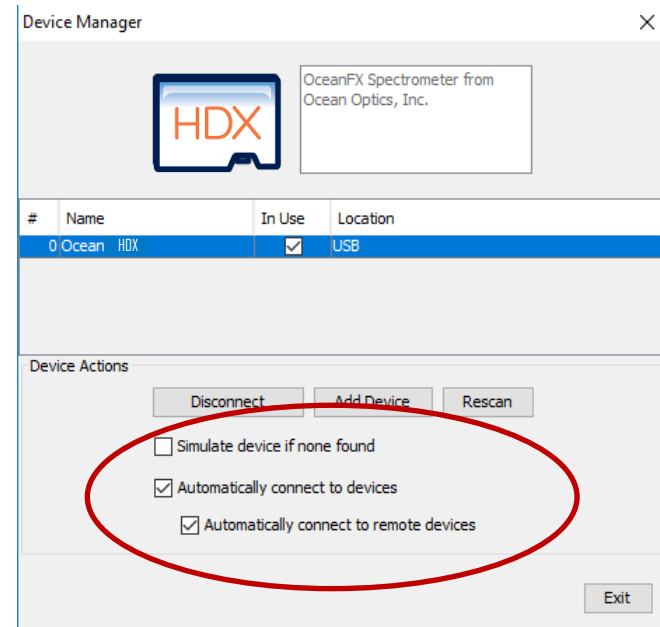 Device Manager
HDX
OceanFX Spectrometer from
Ocean Optics, Inc.
# Name In Use Location
0 Ocean HDX USB
Device Actions
Disconnect Add Device Rescan
Simulate device if none found
Automatically connect to devices
Automatically connect to remote devices
Exit